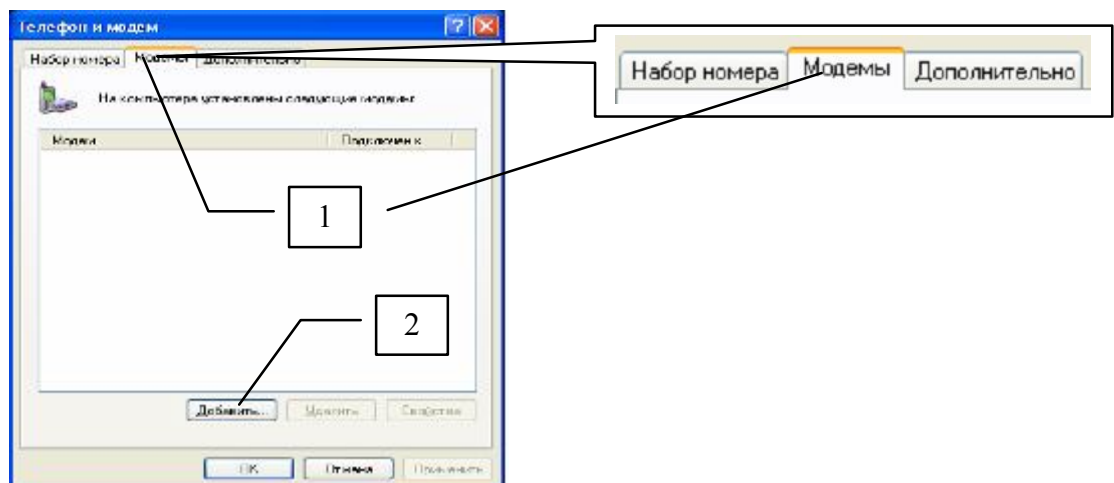 Телефон и модем
Набор номера Модемы Дополнительно
На компьютере установлены следующие модемы:
Модем Подключен к
1
2
Добавить... Удалить Свойства
ОК Отмена Применить
Набор номера Модемы Дополнительно